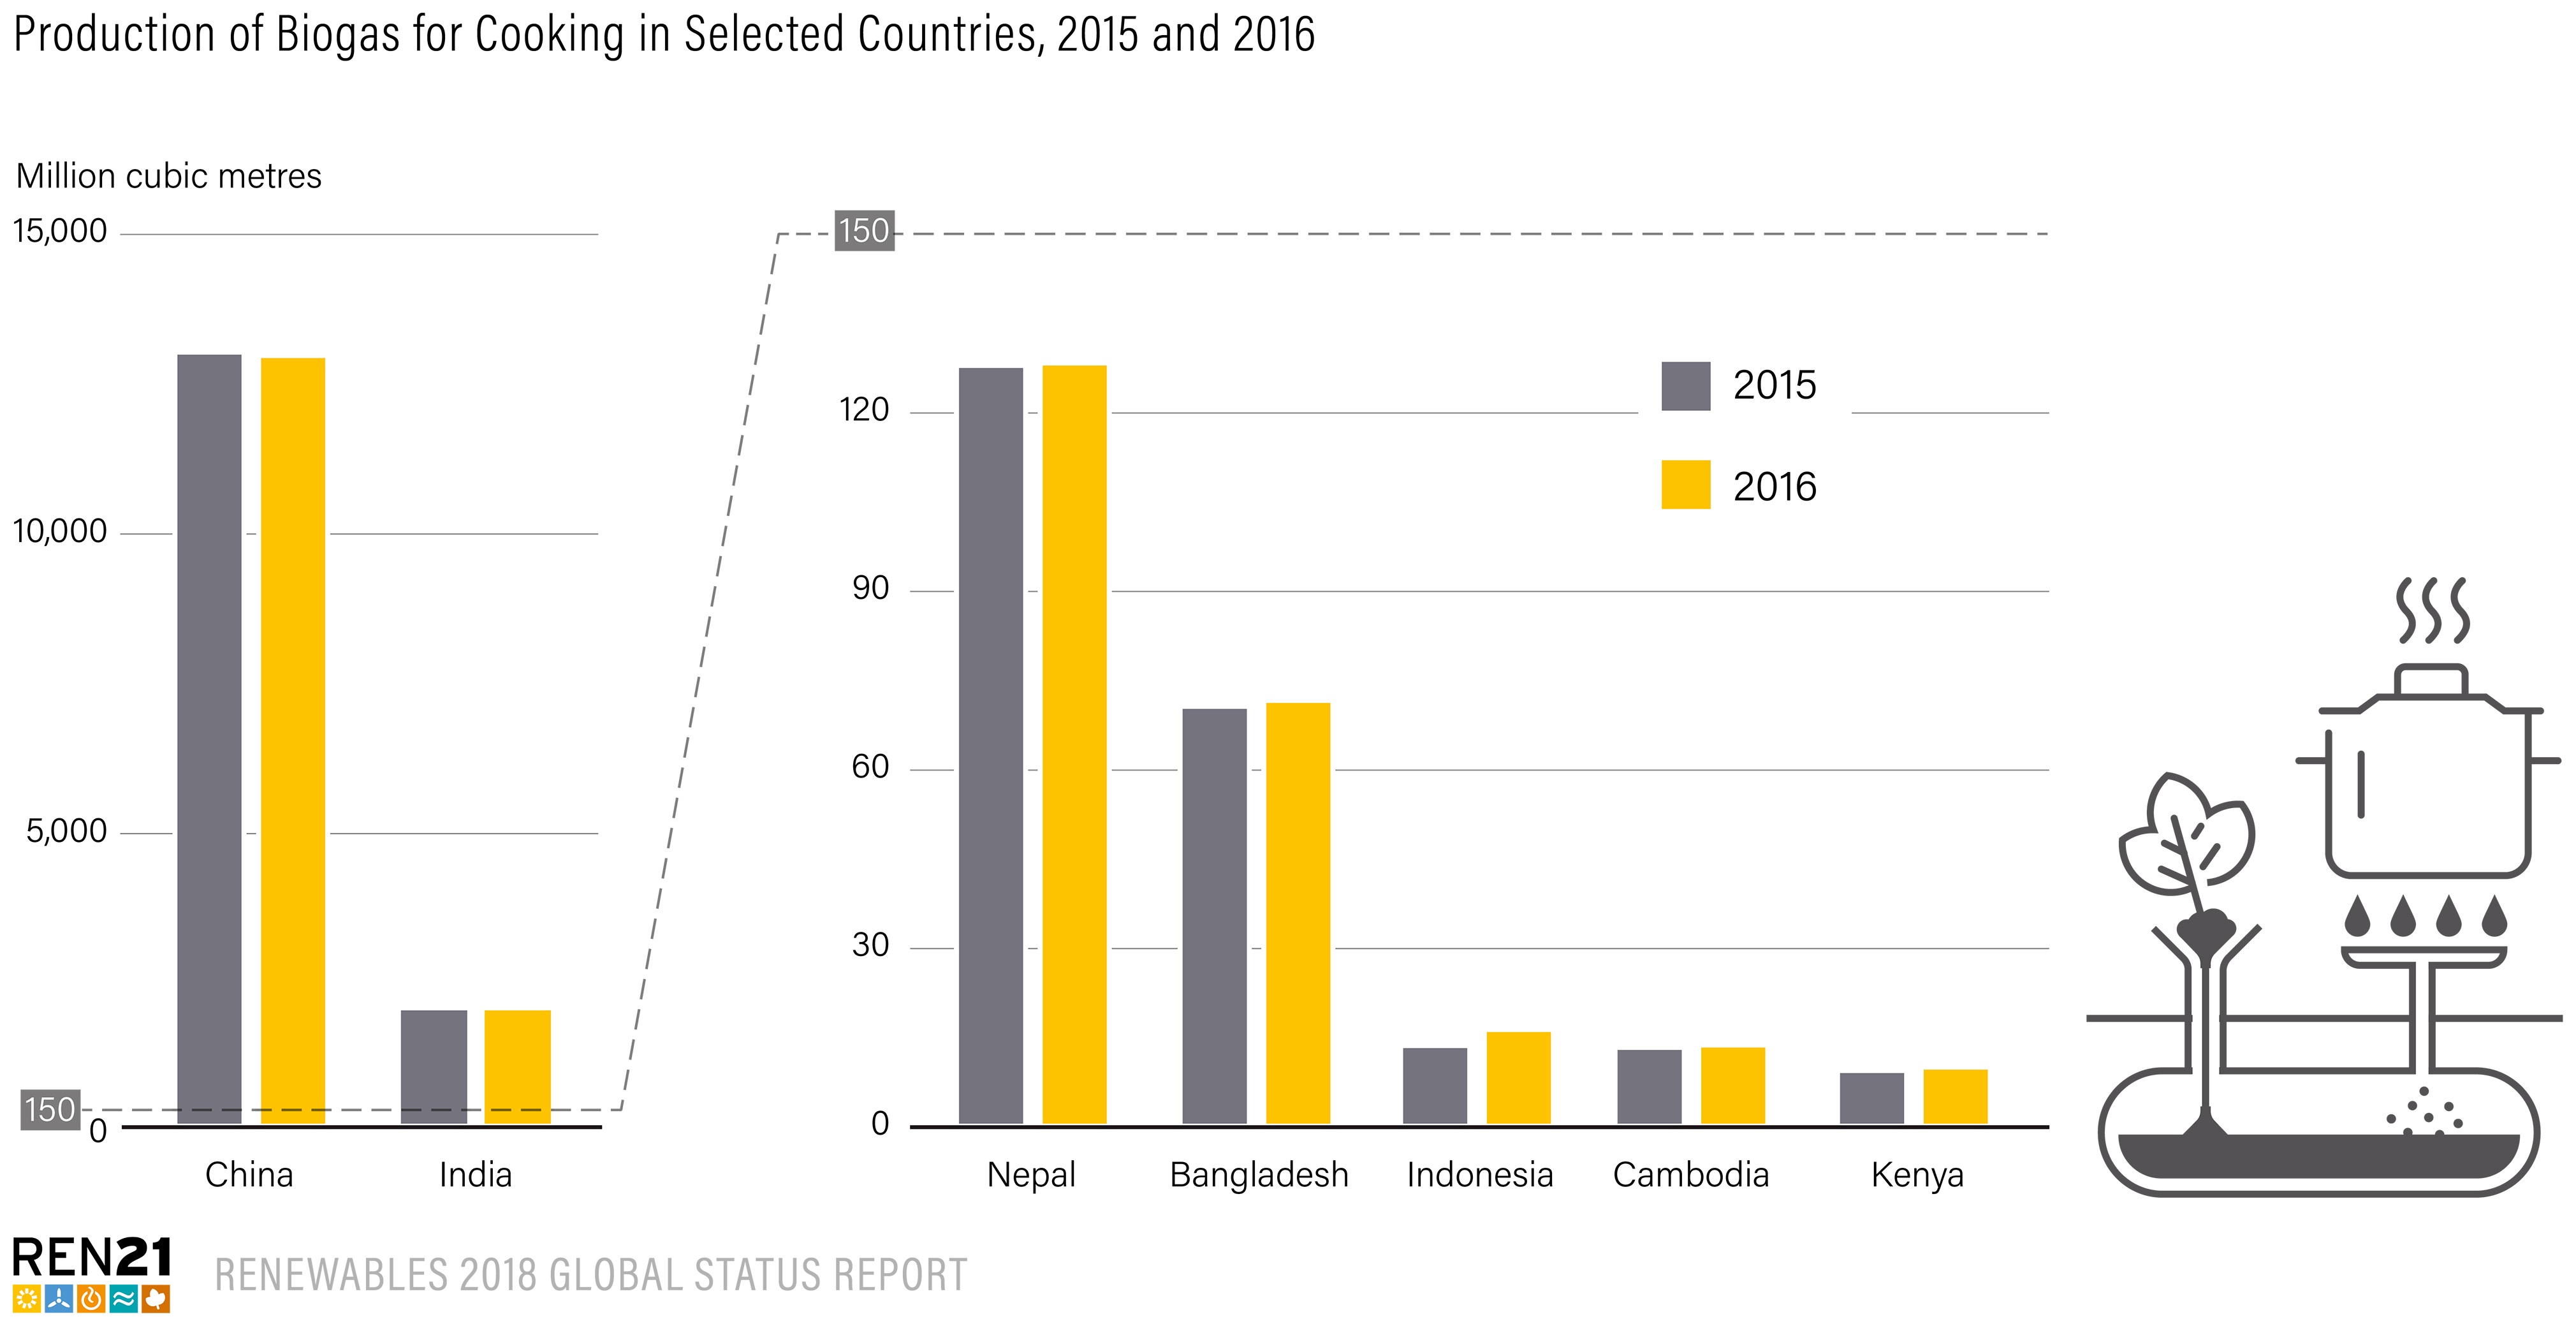 Production of Biogas for Cooking in Selected Countries, 2015 and 2016
Million cubic metres
15,000
10,000
5,000
150
0
China
India
150
120
90
60
30
0
2015
2016
Nepal
Bangladesh
Indonesia
Cambodia
Kenya
REN21
RENEWABLES 2018 GLOBAL STATUS REPORT